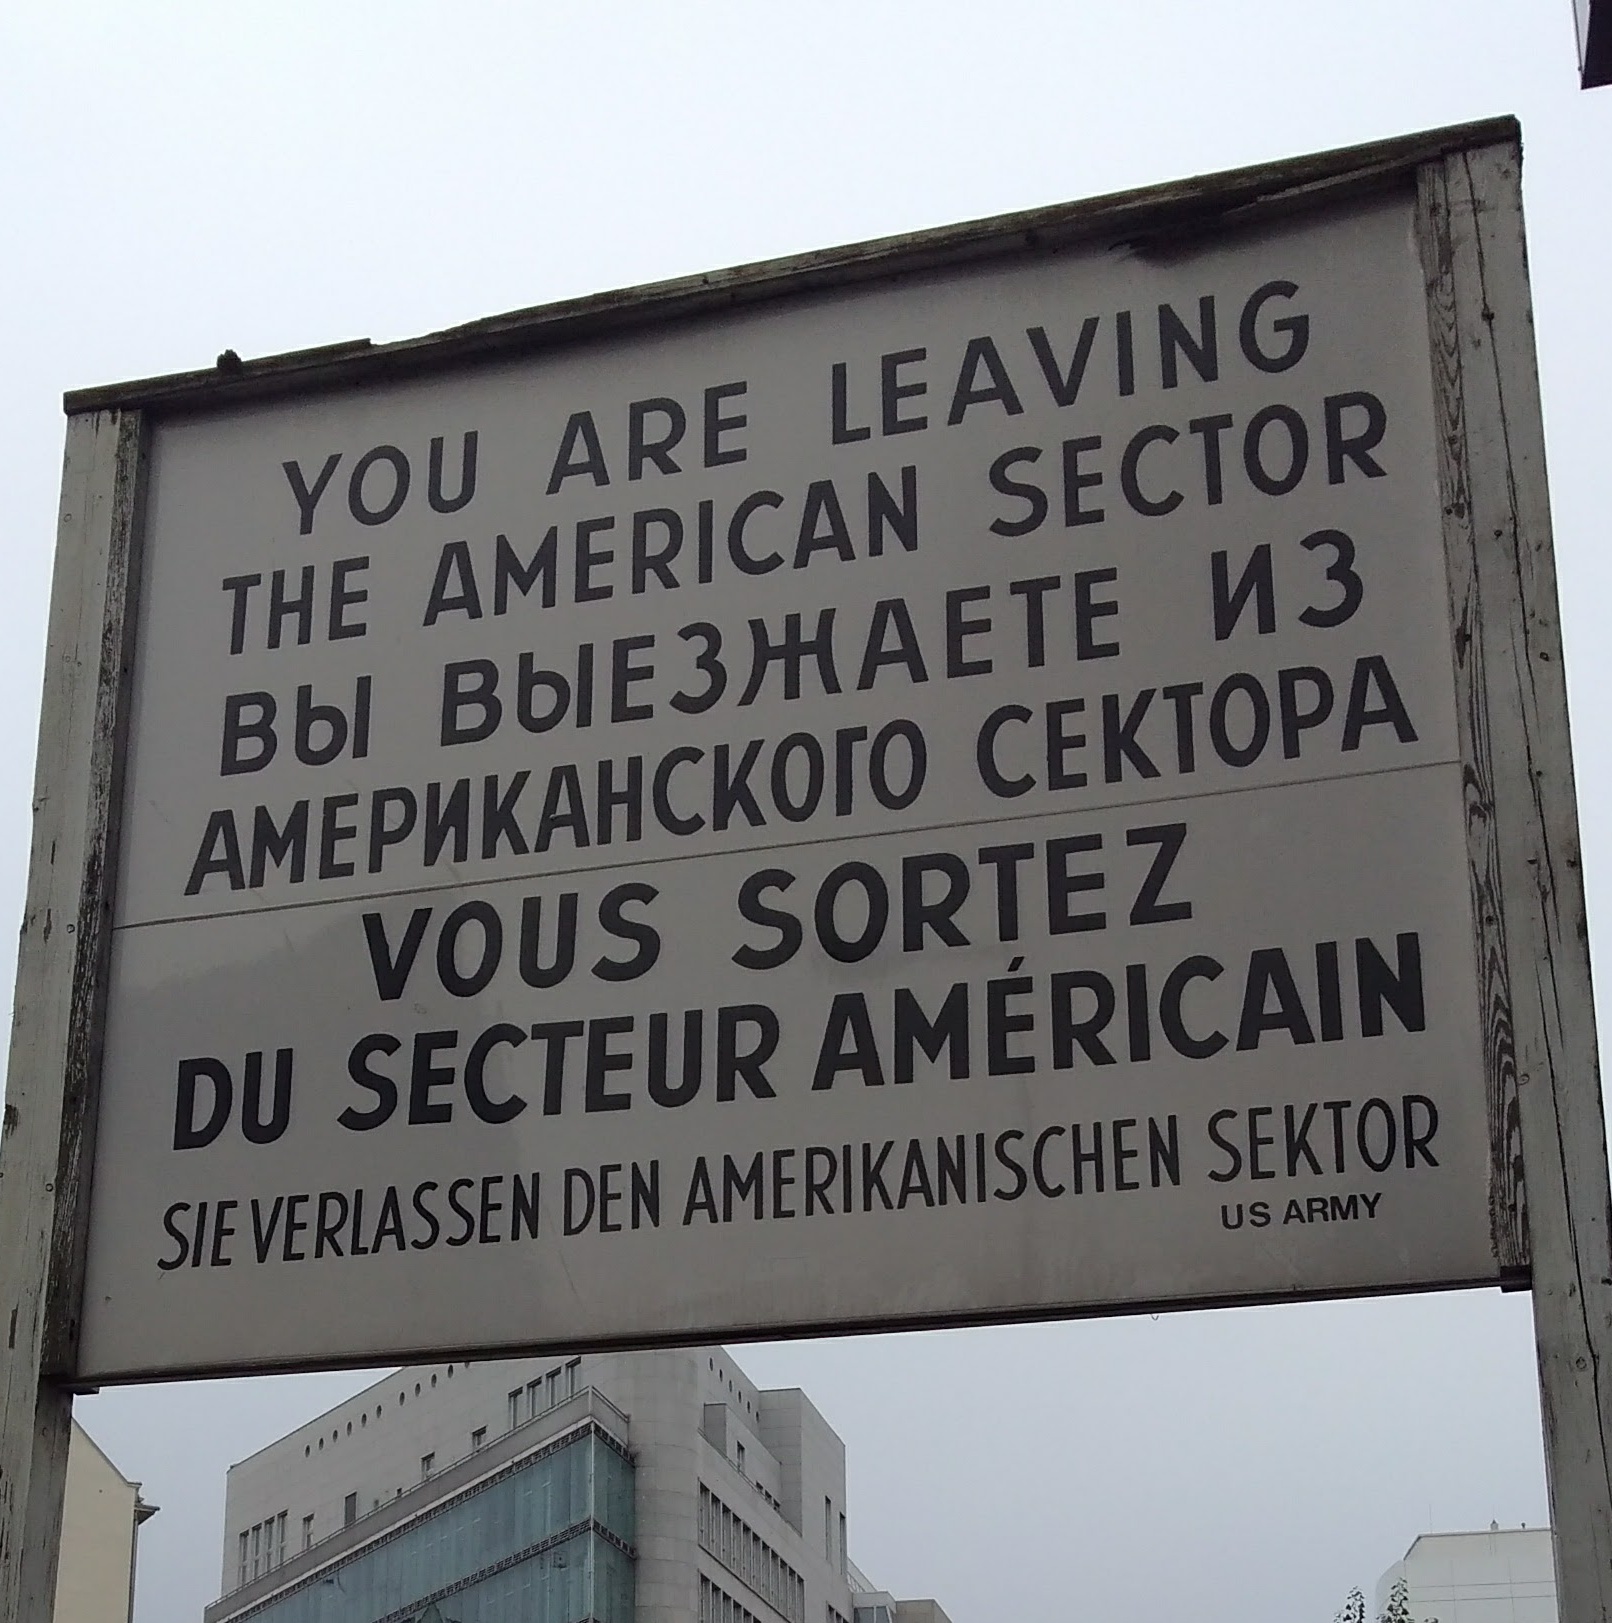 YOU ARE LEAVING
THE AMERICAN SECTOR
ВЫ ВЫЕЗЖАЕТЕ ИЗ
АМЕРИКАНСКОГО СЕКТОРА
VOUS SORTEZ
DU SECTEUR AMÉRICAIN
SIE VERLASSEN DEN AMERIKANISCHEN SEKTOR
US ARMY